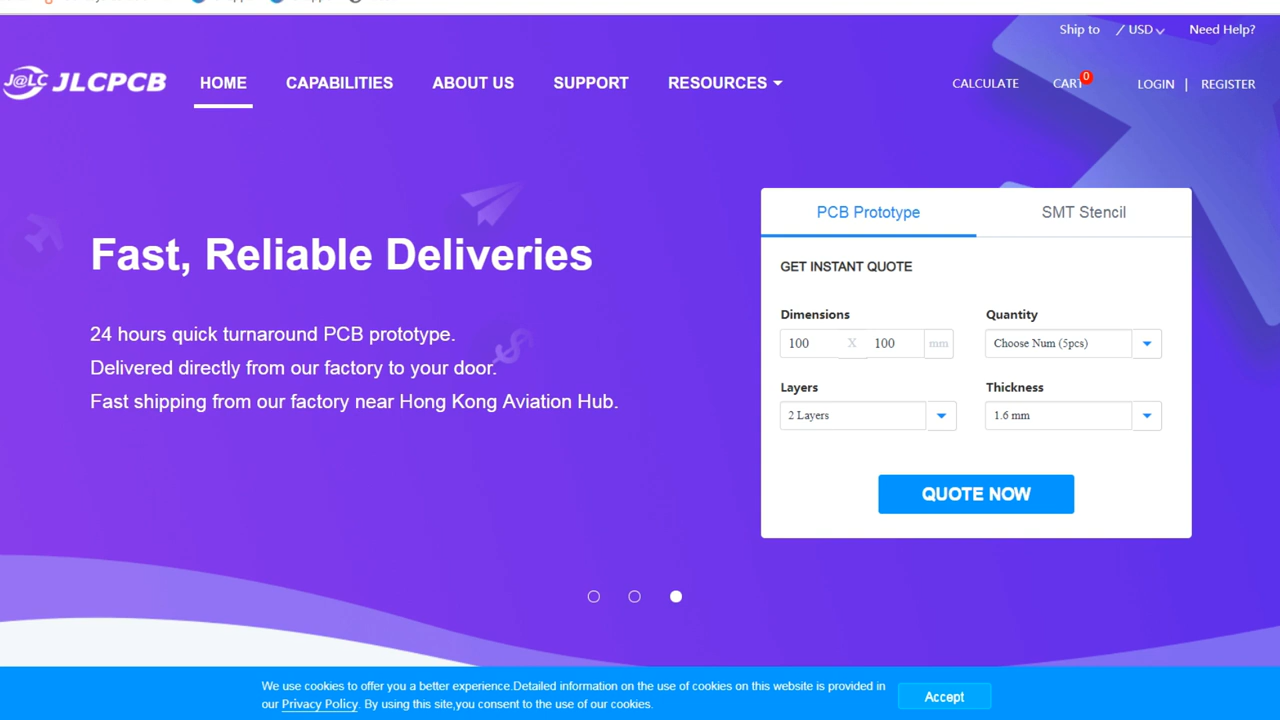 Ship to / USD Need Help?
J@LC JLCPCB HOME CAPABILITIES ABOUT US SUPPORT RESOURCES CALCULATE CART 0 LOGIN | REGISTER
PCB Prototype SMT Stencil
Fast, Reliable Deliveries
GET INSTANT QUOTE
24 hours quick turnaround PCB prototype.
Delivered directly from our factory to your door.
Fast shipping from our factory near Hong Kong Aviation Hub.
Dimensions Quantity
100 X 100 mm Choose Num (5pcs)
Layers Thickness
2 Layers 1.6 mm
QUOTE NOW
We use cookies to offer you a better experience.Detailed information on the use of cookies on this website is provided in
our Privacy Policy. By using this site,you consent to the use of our cookies.
Accept